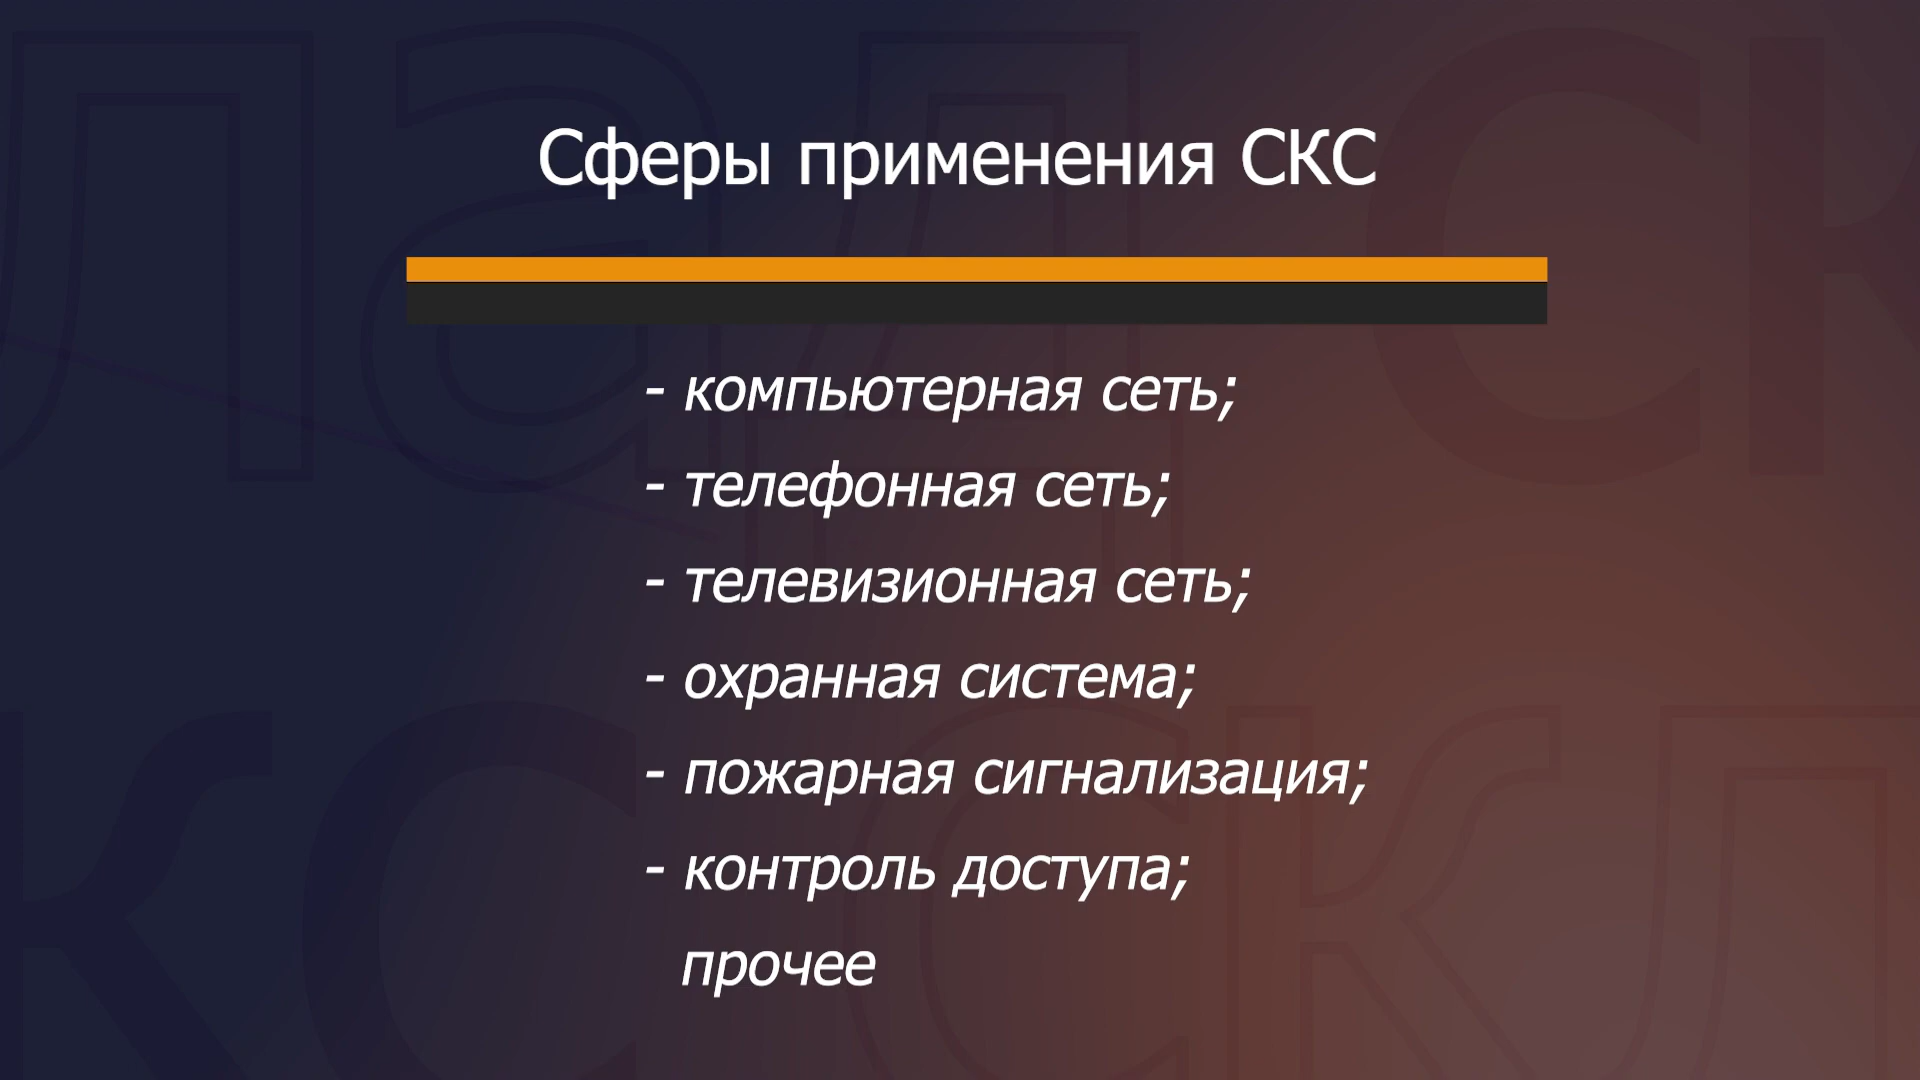 Сферы применения СКС
- компьютерная сеть;
- телефонная сеть;
- телевизионная сеть;
- охранная система;
- пожарная сигнализация;
- контроль доступа;
прочее